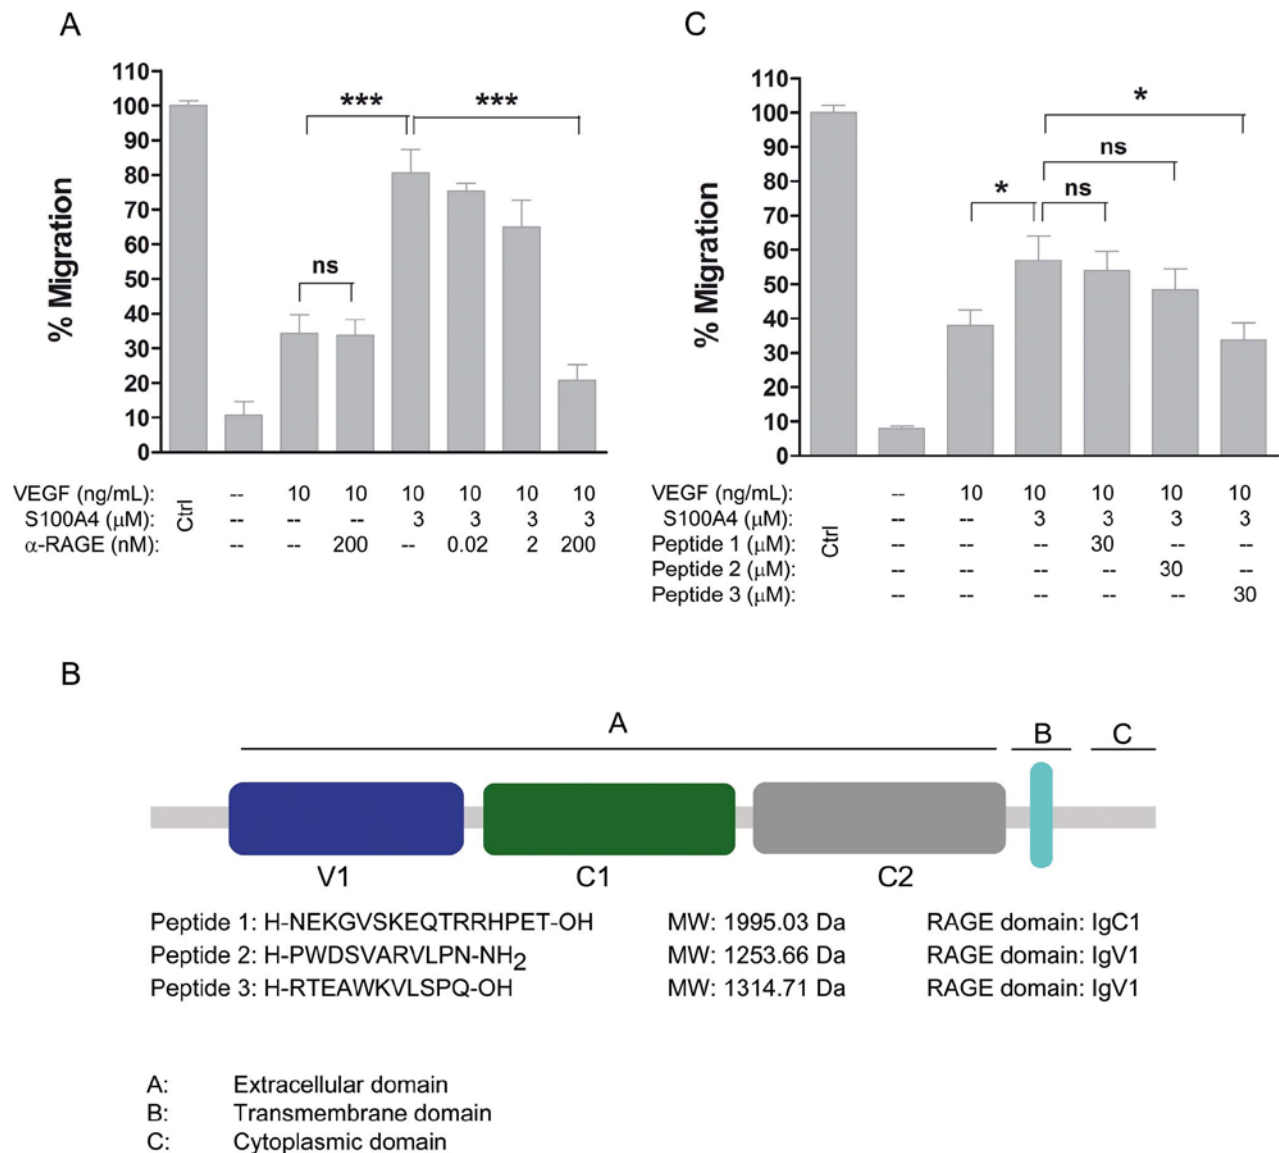 A
110
100
90
80
70
60
50
40
30
20
10
0
% Migration
***
***
ns
VEGF (ng/mL): -- 10 10 10 10 10 10
S100A4 (μM): -- -- -- 3 3 3 3
α-RAGE (nM): -- -- 200 -- 0.02 2 200
Ctrl
C
110
100
90
80
70
60
50
40
30
20
10
0
% Migration
*
ns
*
ns
VEGF (ng/mL): -- 10 10 10 10 10
S100A4 (μM): -- -- 3 3 3 3
Peptide 1 (μM): -- -- -- 30 -- --
Peptide 2 (μM): -- -- -- -- 30 --
Peptide 3 (μM): -- -- -- -- -- 30
Ctrl
B
A
B
C
V1
C1
C2
Peptide 1: H-NEKGVSKEQTRRHPET-OH MW: 1995.03 Da RAGE domain: IgC1
Peptide 2: H-PWDSVARVLPN-NH2 MW: 1253.66 Da RAGE domain: IgV1
Peptide 3: H-RTEAWKVLSPQ-OH MW: 1314.71 Da RAGE domain: IgV1
A: Extracellular domain
B: Transmembrane domain
C: Cytoplasmic domain